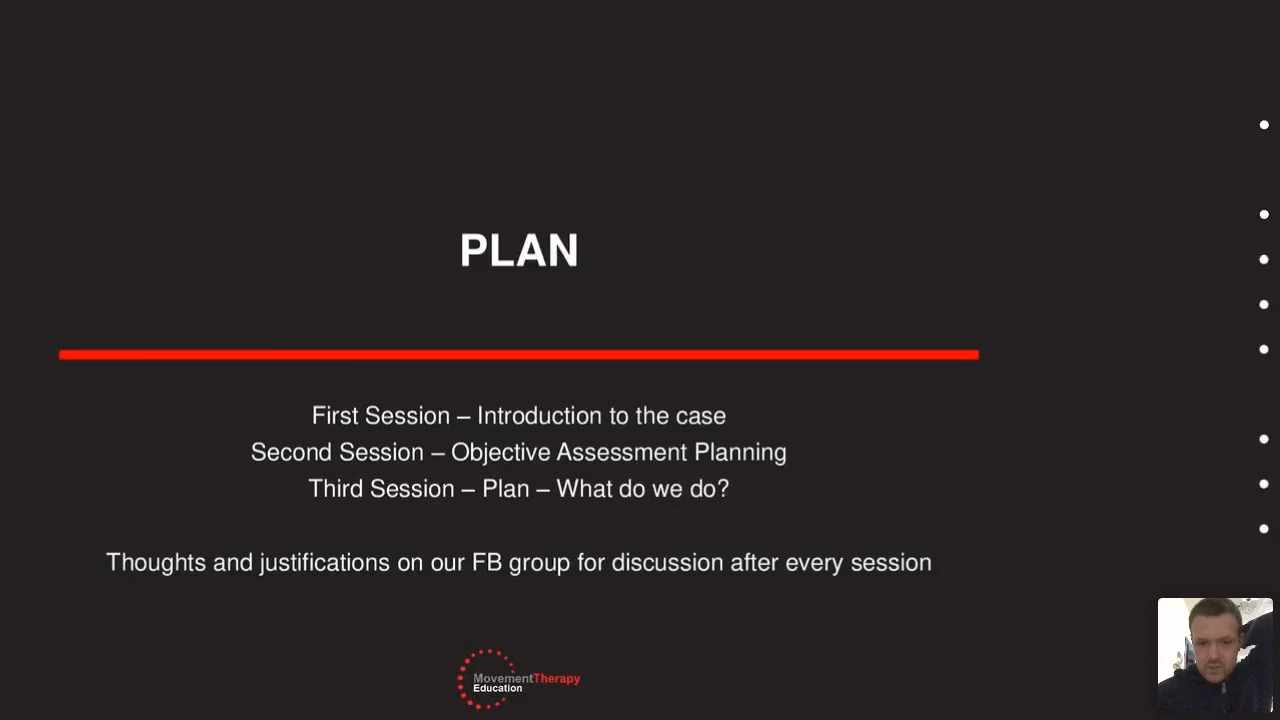 PLAN
First Session – Introduction to the case
Second Session – Objective Assessment Planning
Third Session – Plan – What do we do?
Thoughts and justifications on our FB group for discussion after every session
MovementTherapy
Education